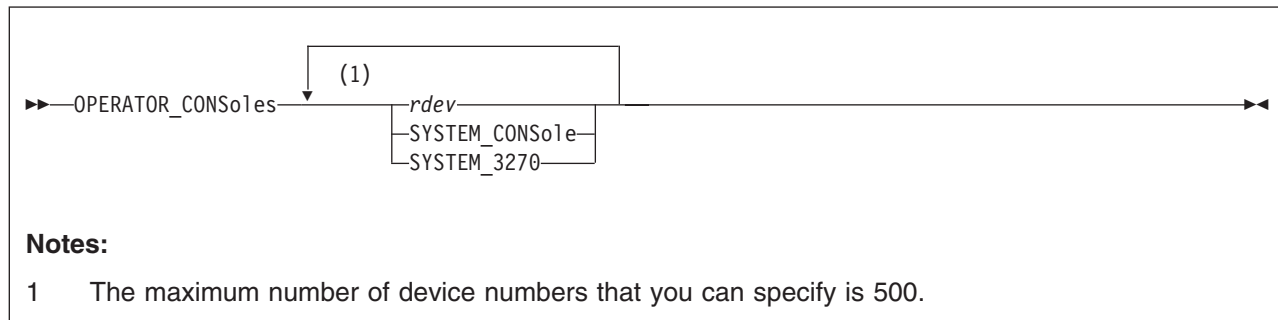 (1)
OPERATOR_CONSoles rdev
SYSTEM_CONSole
SYSTEM_3270
Notes:
1 The maximum number of device numbers that you can specify is 500.